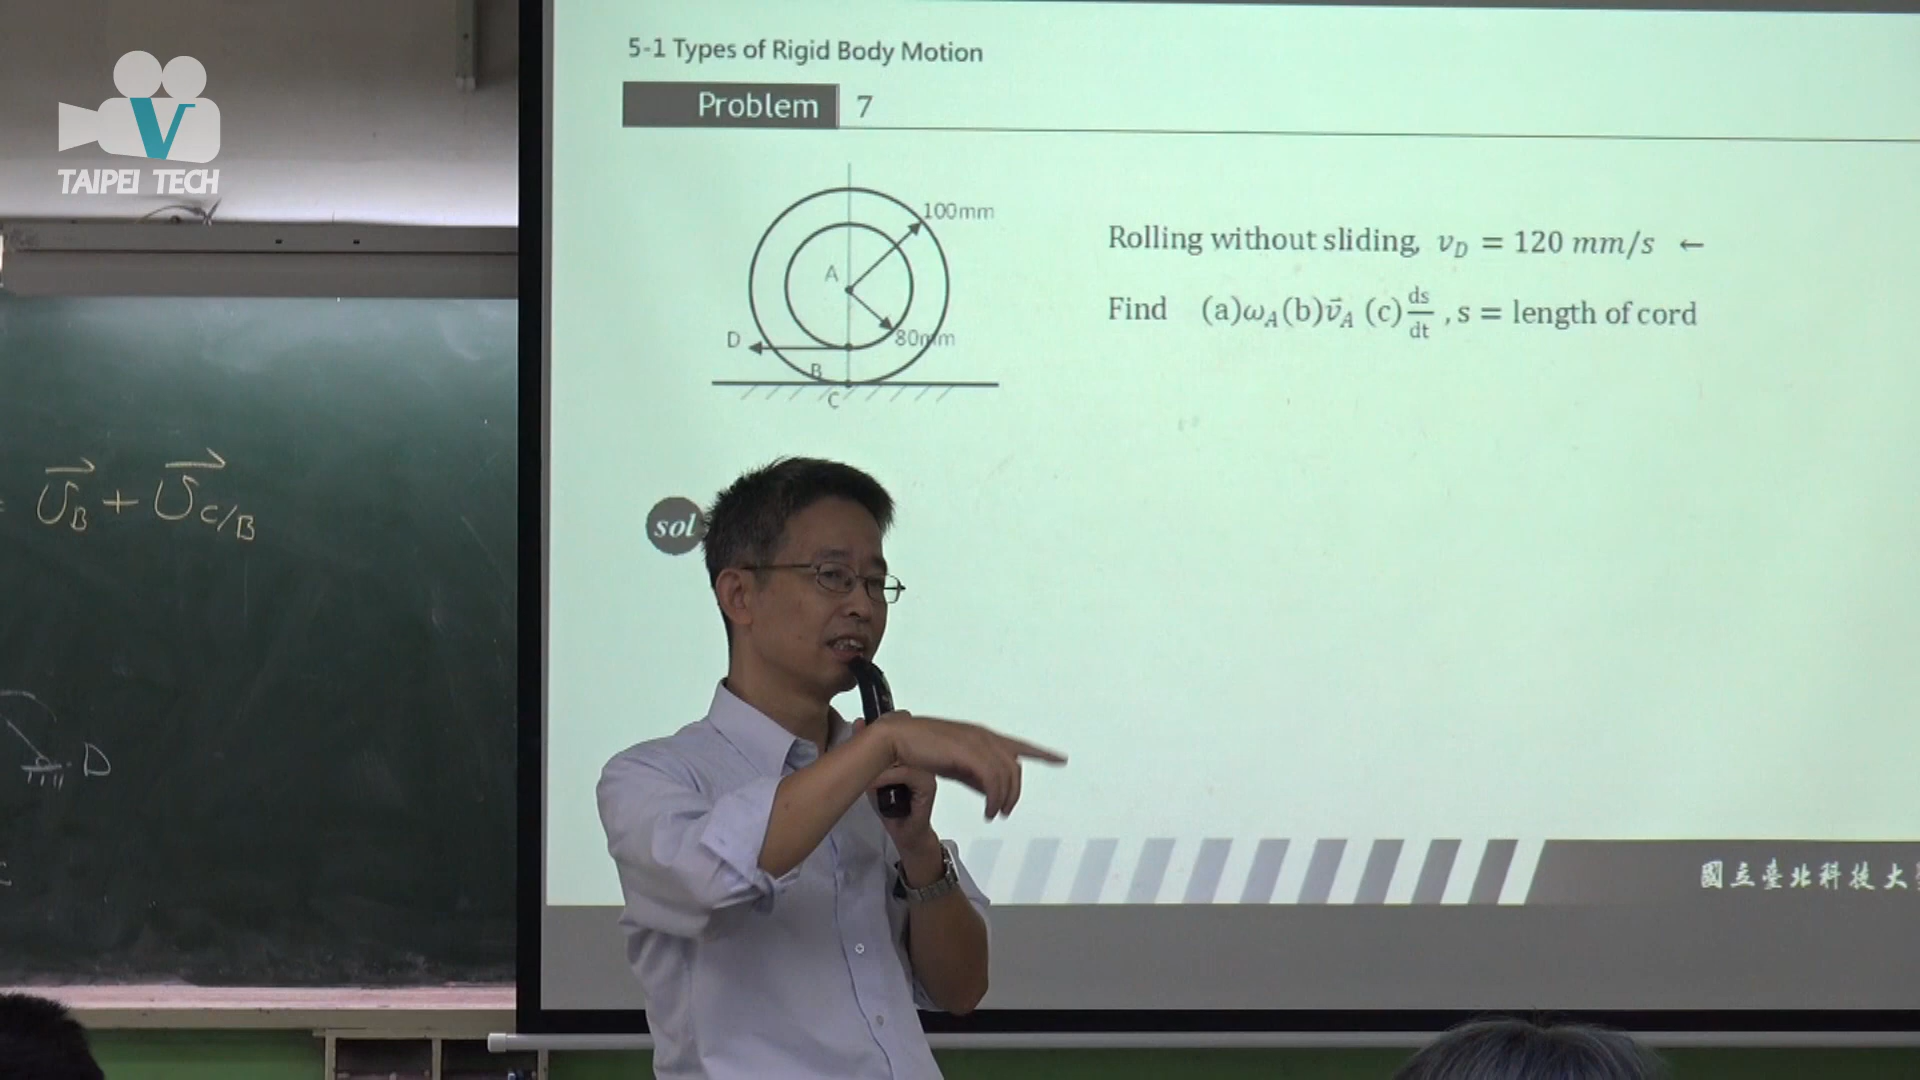 V
TAIPEI TECH
5-1 Types of Rigid Body Motion
Problem 7
100mm
A
80mm
D
B
C
Rolling without sliding, v_D = 120 mm/s ←
Find (a)ω_A(b)v⃗_A (c)ds/dt , s = length of cord
sol
= v⃗_B + v⃗_C/B
D
國立臺北科技大